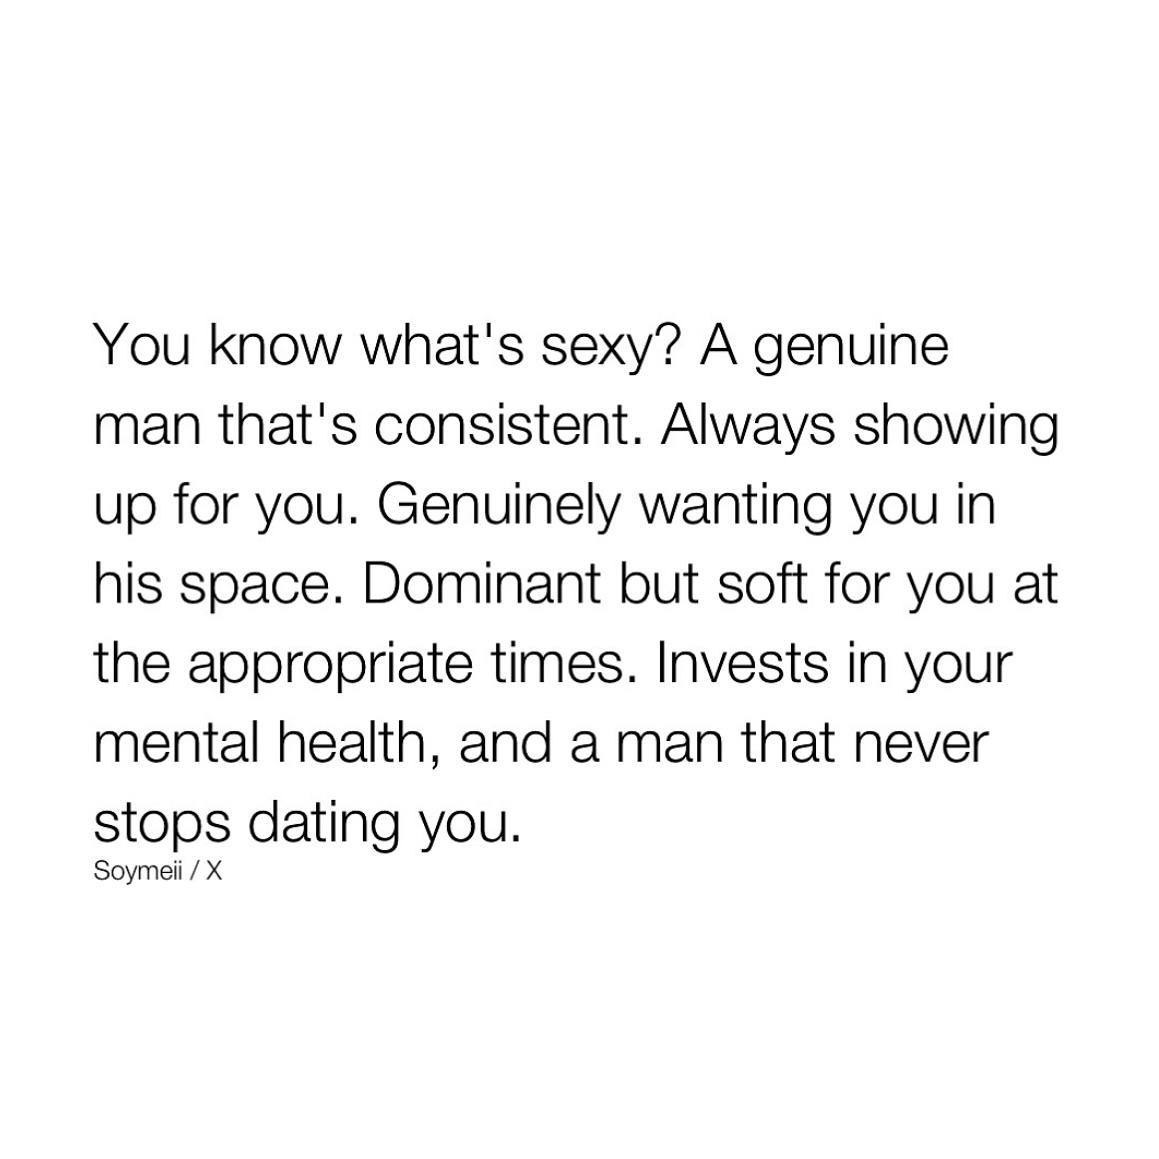 You know what's sexy? A genuine
man that's consistent. Always showing
up for you. Genuinely wanting you in
his space. Dominant but soft for you at
the appropriate times. Invests in your
mental health, and a man that never
stops dating you.
Soymeii / X